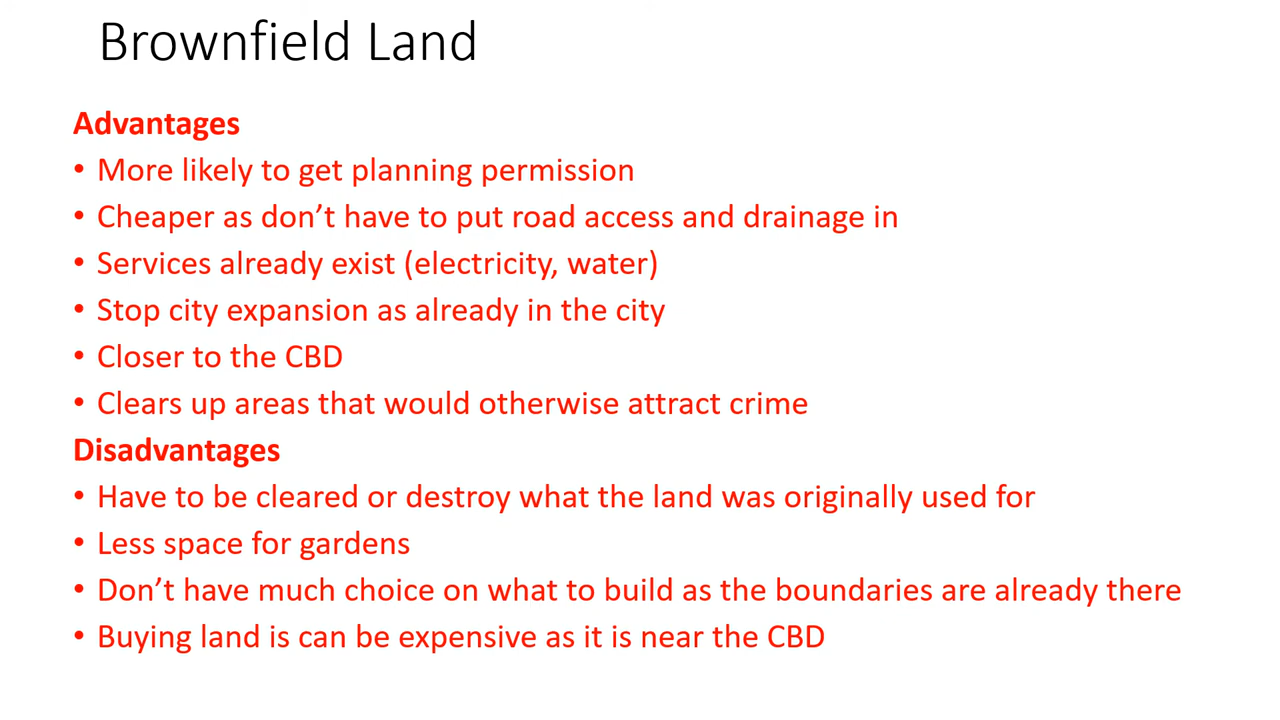 Brownfield Land
Advantages
• More likely to get planning permission
• Cheaper as don’t have to put road access and drainage in
• Services already exist (electricity, water)
• Stop city expansion as already in the city
• Closer to the CBD
• Clears up areas that would otherwise attract crime
Disadvantages
• Have to be cleared or destroy what the land was originally used for
• Less space for gardens
• Don’t have much choice on what to build as the boundaries are already there
• Buying land is can be expensive as it is near the CBD